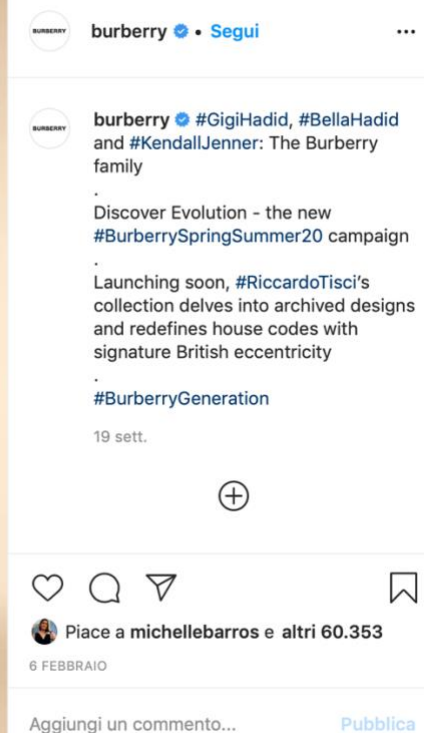 BURBERRY burberry • Segui
BURBERRY burberry #GigiHadid, #BellaHadid
and #KendallJenner: The Burberry
family
.
Discover Evolution - the new
#BurberrySpringSummer20 campaign
.
Launching soon, #RiccardoTisci’s
collection delves into archived designs
and redefines house codes with
signature British eccentricity
.
#BurberryGeneration
19 sett.
Piace a michellebarros e altri 60.353
6 FEBBRAIO
Aggiungi un commento... Pubblica